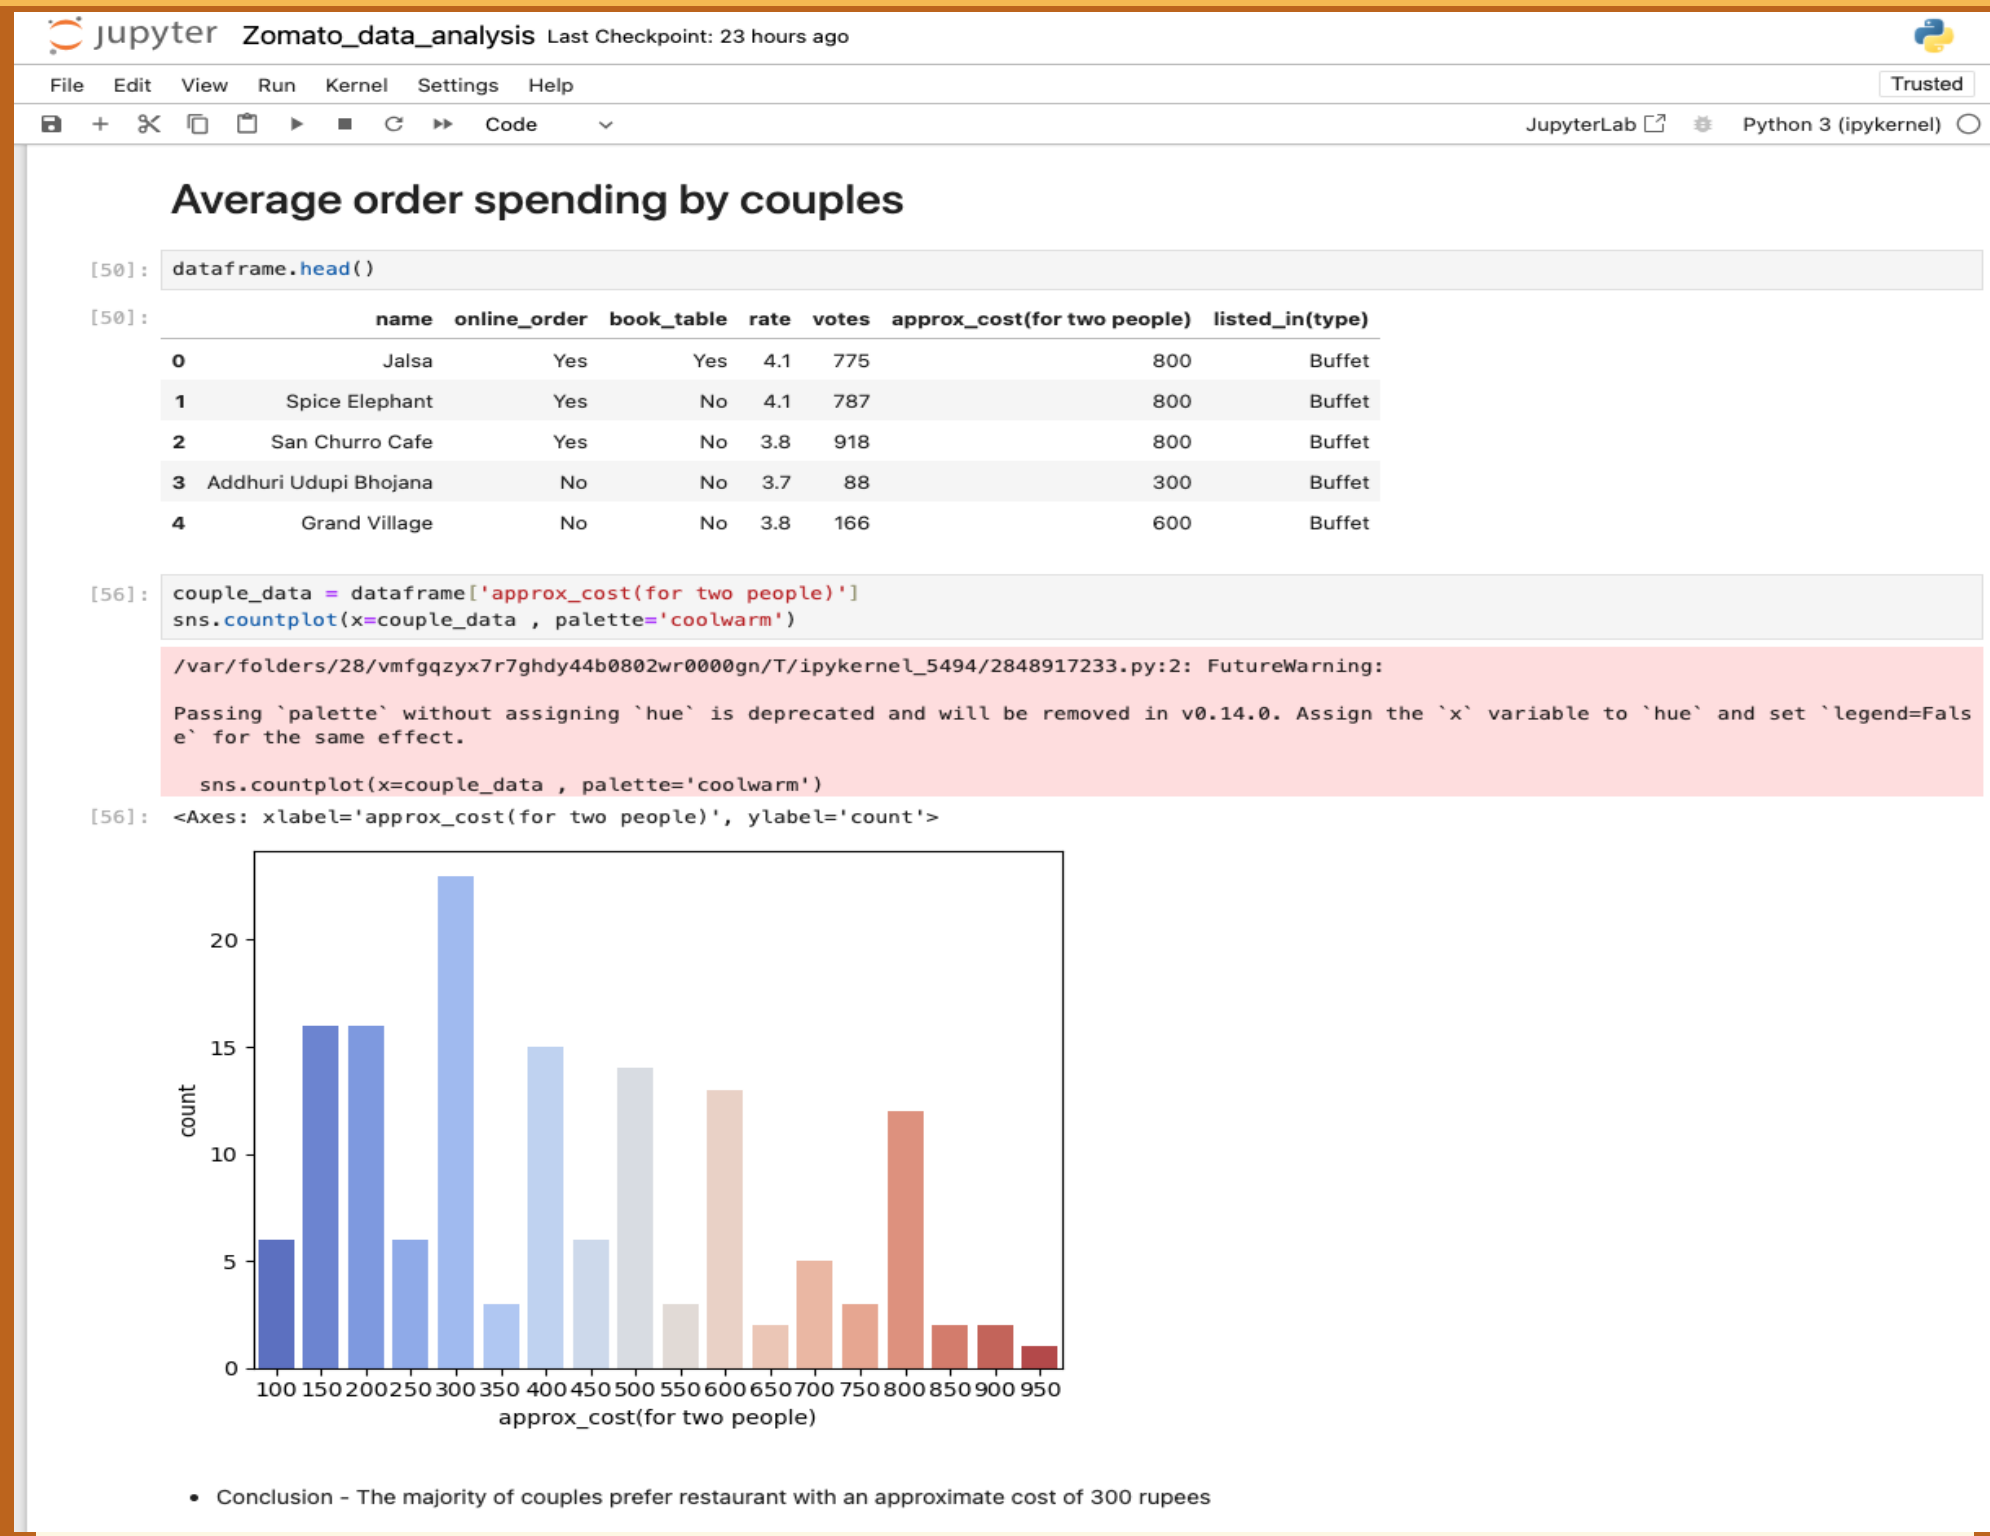 jupyter Zomato_data_analysis Last Checkpoint: 23 hours ago
File Edit View Run Kernel Settings Help Trusted
Code JupyterLab Python 3 (ipykernel)
Average order spending by couples
[50]: dataframe.head()
[50]: name online_order book_table rate votes approx_cost(for two people) listed_in(type)
0 Jalsa Yes Yes 4.1 775 800 Buffet
1 Spice Elephant Yes No 4.1 787 800 Buffet
2 San Churro Cafe Yes No 3.8 918 800 Buffet
3 Addhuri Udupi Bhojana No No 3.7 88 300 Buffet
4 Grand Village No No 3.8 166 600 Buffet
[56]: couple_data = dataframe['approx_cost(for two people)']
sns.countplot(x=couple_data , palette='coolwarm')
/var/folders/28/vmfgqzyx7r7ghdy44b0802wr0000gn/T/ipykernel_5494/2848917233.py:2: FutureWarning:
Passing `palette` without assigning `hue` is deprecated and will be removed in v0.14.0. Assign the `x` variable to `hue` and set `legend=Fals
e` for the same effect.
sns.countplot(x=couple_data , palette='coolwarm')
[56]: <Axes: xlabel='approx_cost(for two people)', ylabel='count'>
20
15
10
5
0
count
100 150 200 250 300 350 400 450 500 550 600 650 700 750 800 850 900 950
approx_cost(for two people)
• Conclusion - The majority of couples prefer restaurant with an approximate cost of 300 rupees